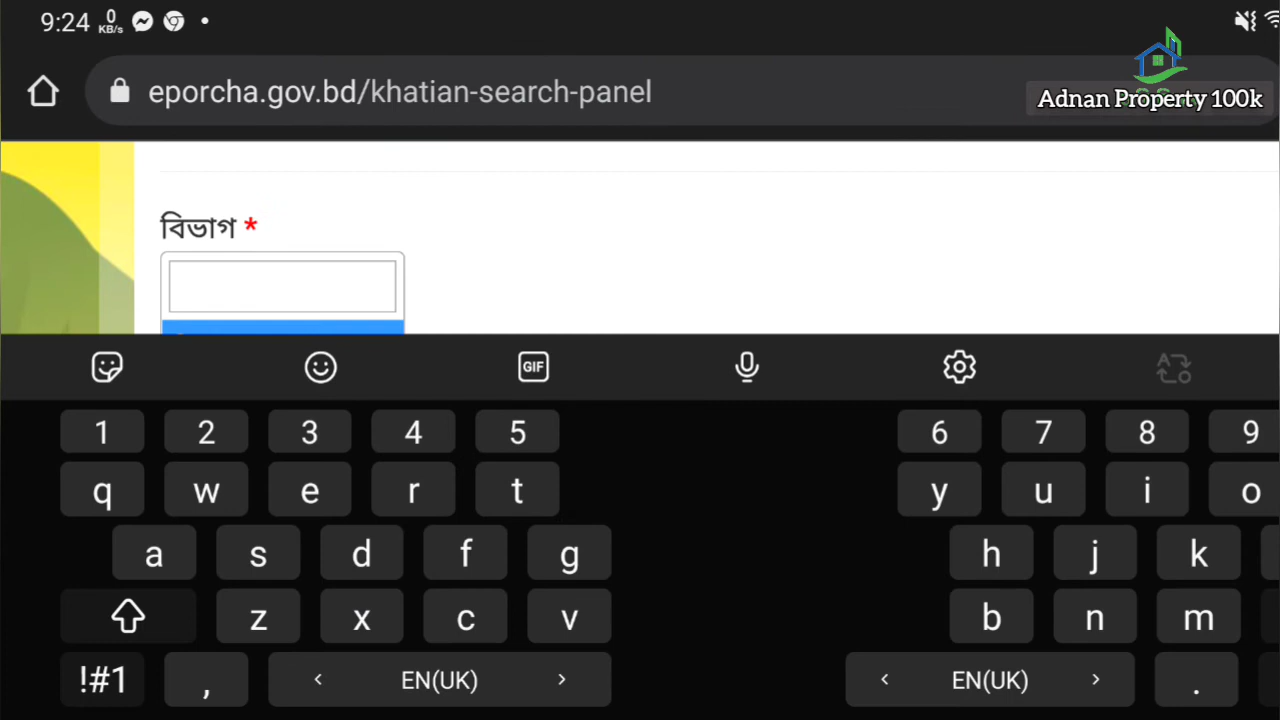 9:24 0 KB/s
eporcha.gov.bd/khatian-search-panel
Adnan Property 100k
বিভাগ *
GIF
1 2 3 4 5 6 7 8 9
q w e r t y u i o
a s d f g h j k
z x c v b n m
!#1 , < EN(UK) > < EN(UK) > .